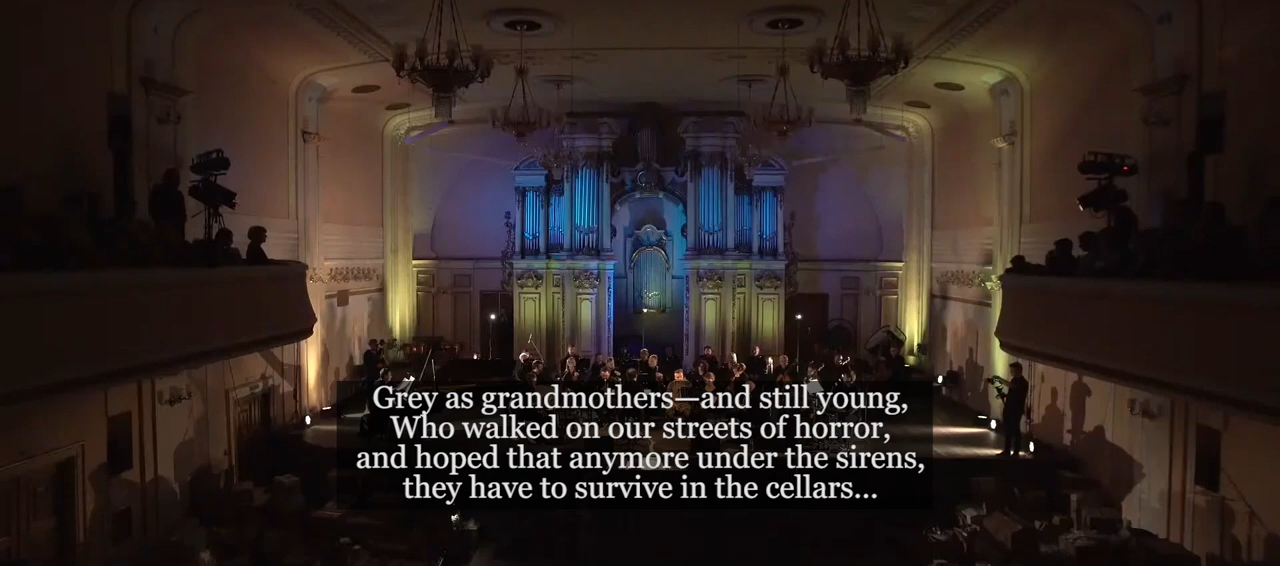 Grey as grandmothers—and still young,
Who walked on our streets of horror,
and hoped that anymore under the sirens,
they have to survive in the cellars...